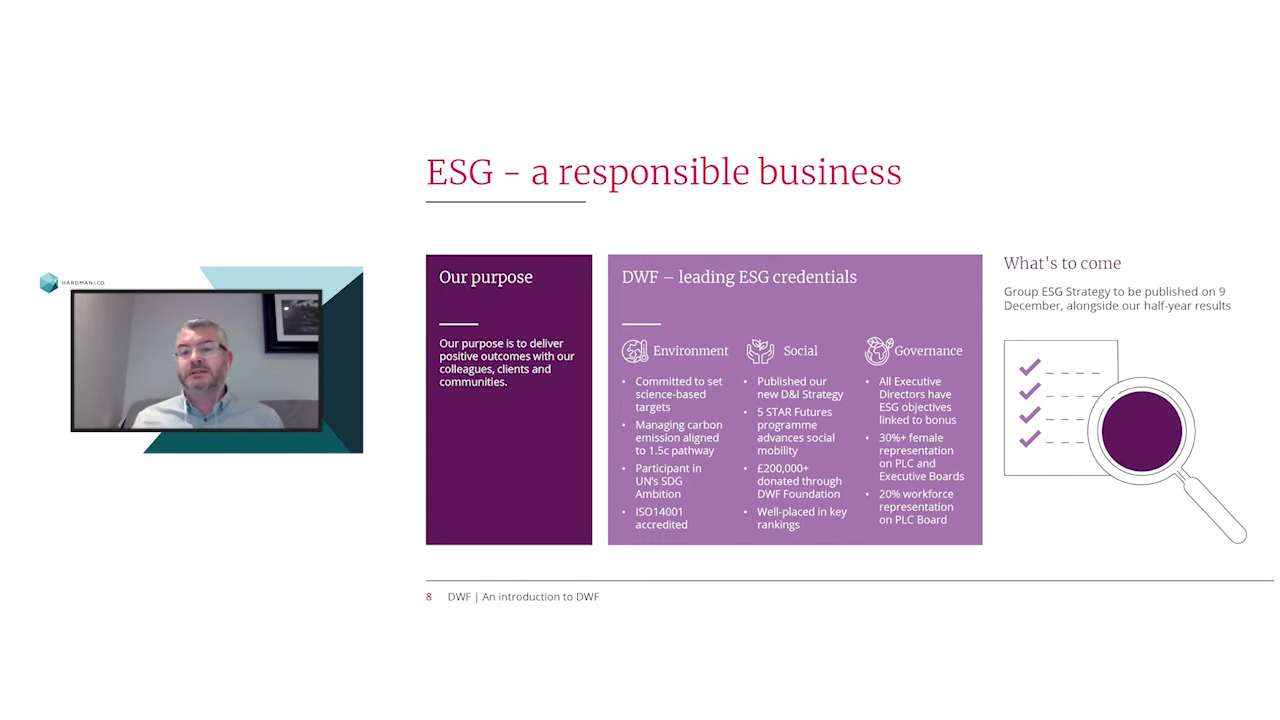 ESG - a responsible business
HARDMAN&CO.
Our purpose
Our purpose is to deliver
positive outcomes with our
colleagues, clients and
communities.
DWF – leading ESG credentials
Environment
• Committed to set
science-based
targets
• Managing carbon
emission aligned
to 1.5c pathway
• Participant in
UN's SDG
Ambition
• ISO14001
accredited
Social
• Published our
new D&I Strategy
• 5 STAR Futures
programme
advances social
mobility
• £200,000+
donated through
DWF Foundation
• Well-placed in key
rankings
Governance
• All Executive
Directors have
ESG objectives
linked to bonus
• 30%+ female
representation
on PLC and
Executive Boards
• 20% workforce
representation
on PLC Board
What's to come
Group ESG Strategy to be published on 9
December, alongside our half-year results
8 DWF | An introduction to DWF